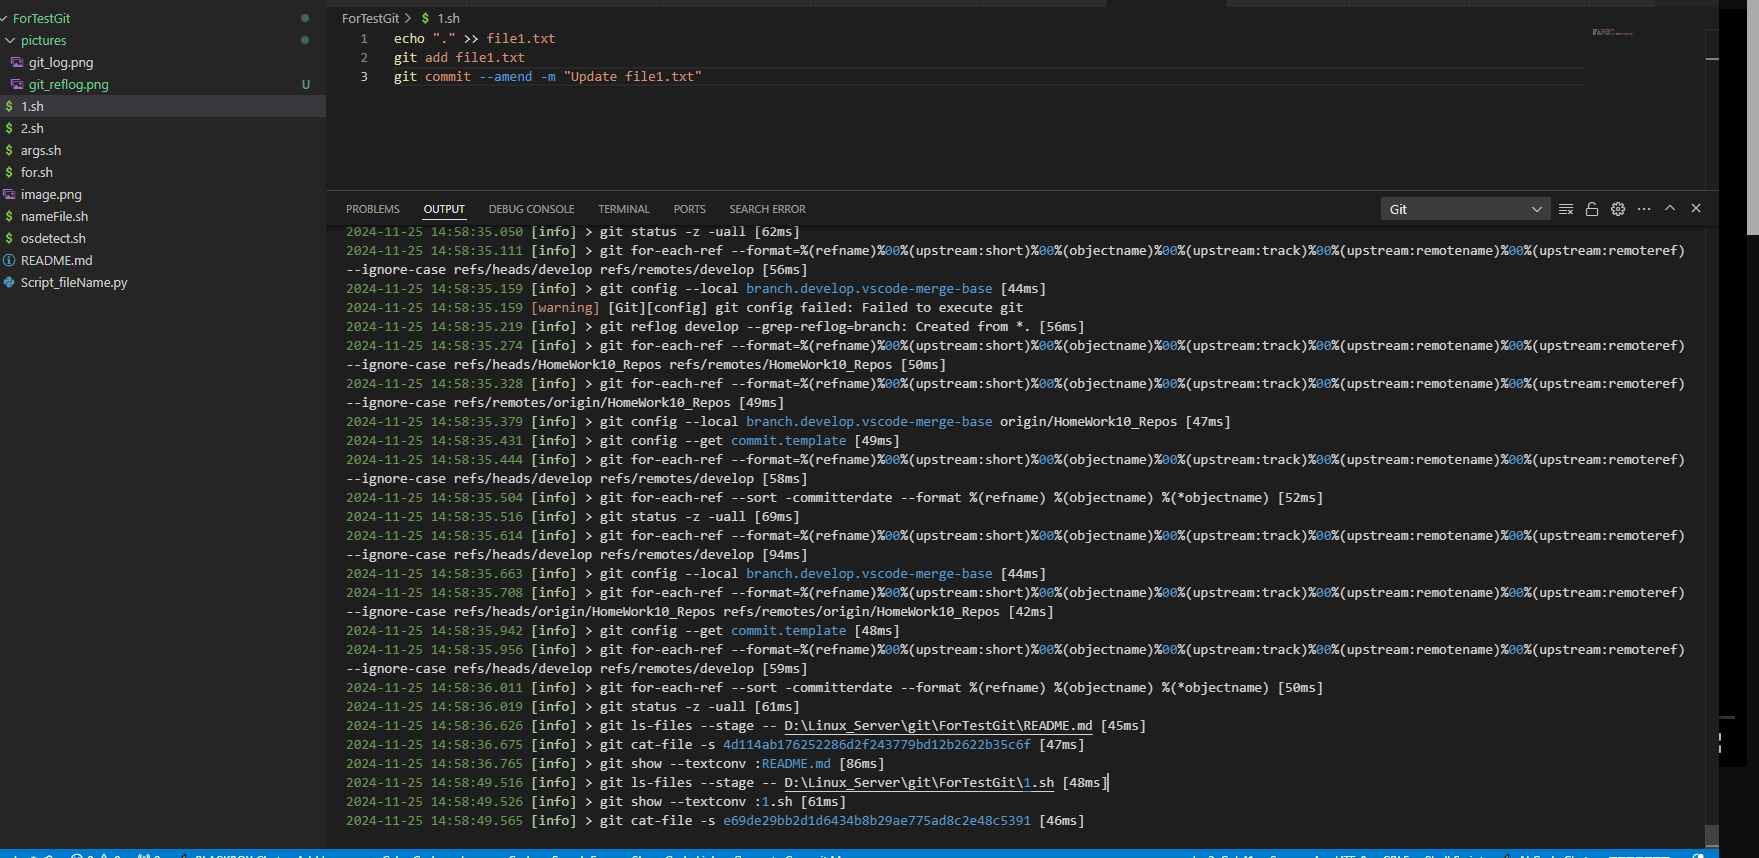 ForTestGit
pictures
git_log.png
git_reflog.png U
1.sh
2.sh
args.sh
for.sh
image.png
nameFile.sh
osdetect.sh
README.md
Script_fileName.py
ForTestGit > $ 1.sh
1 echo "." >> file1.txt
2 git add file1.txt
3 git commit --amend -m "Update file1.txt"
PROBLEMS OUTPUT DEBUG CONSOLE TERMINAL PORTS SEARCH ERROR Git
2024-11-25 14:58:35.050 [info] > git status -z -uall [62ms]
2024-11-25 14:58:35.111 [info] > git for-each-ref --format=%(refname)%00%(upstream:short)%00%(objectname)%00%(upstream:track)%00%(upstream:remotename)%00%(upstream:remoteref)
--ignore-case refs/heads/develop refs/remotes/develop [56ms]
2024-11-25 14:58:35.159 [info] > git config --local branch.develop.vscode-merge-base [44ms]
2024-11-25 14:58:35.159 [warning] [Git][config] git config failed: Failed to execute git
2024-11-25 14:58:35.219 [info] > git reflog develop --grep-reflog=branch: Created from *. [56ms]
2024-11-25 14:58:35.274 [info] > git for-each-ref --format=%(refname)%00%(upstream:short)%00%(objectname)%00%(upstream:track)%00%(upstream:remotename)%00%(upstream:remoteref)
--ignore-case refs/heads/HomeWork10_Repos refs/remotes/HomeWork10_Repos [50ms]
2024-11-25 14:58:35.328 [info] > git for-each-ref --format=%(refname)%00%(upstream:short)%00%(objectname)%00%(upstream:track)%00%(upstream:remotename)%00%(upstream:remoteref)
--ignore-case refs/remotes/origin/HomeWork10_Repos [49ms]
2024-11-25 14:58:35.379 [info] > git config --local branch.develop.vscode-merge-base origin/HomeWork10_Repos [47ms]
2024-11-25 14:58:35.431 [info] > git config --get commit.template [49ms]
2024-11-25 14:58:35.444 [info] > git for-each-ref --format=%(refname)%00%(upstream:short)%00%(objectname)%00%(upstream:track)%00%(upstream:remotename)%00%(upstream:remoteref)
--ignore-case refs/heads/develop refs/remotes/develop [58ms]
2024-11-25 14:58:35.504 [info] > git for-each-ref --sort -committerdate --format %(refname) %(objectname) %(*objectname) [52ms]
2024-11-25 14:58:35.516 [info] > git status -z -uall [69ms]
2024-11-25 14:58:35.614 [info] > git for-each-ref --format=%(refname)%00%(upstream:short)%00%(objectname)%00%(upstream:track)%00%(upstream:remotename)%00%(upstream:remoteref)
--ignore-case refs/heads/develop refs/remotes/develop [94ms]
2024-11-25 14:58:35.663 [info] > git config --local branch.develop.vscode-merge-base [44ms]
2024-11-25 14:58:35.708 [info] > git for-each-ref --format=%(refname)%00%(upstream:short)%00%(objectname)%00%(upstream:track)%00%(upstream:remotename)%00%(upstream:remoteref)
--ignore-case refs/heads/origin/HomeWork10_Repos refs/remotes/origin/HomeWork10_Repos [42ms]
2024-11-25 14:58:35.942 [info] > git config --get commit.template [48ms]
2024-11-25 14:58:35.956 [info] > git for-each-ref --format=%(refname)%00%(upstream:short)%00%(objectname)%00%(upstream:track)%00%(upstream:remotename)%00%(upstream:remoteref)
--ignore-case refs/heads/develop refs/remotes/develop [59ms]
2024-11-25 14:58:36.011 [info] > git for-each-ref --sort -committerdate --format %(refname) %(objectname) %(*objectname) [50ms]
2024-11-25 14:58:36.019 [info] > git status -z -uall [61ms]
2024-11-25 14:58:36.626 [info] > git ls-files --stage -- D:\Linux_Server\git\ForTestGit\README.md [45ms]
2024-11-25 14:58:36.675 [info] > git cat-file -s 4d114ab176252286d2f243779bd12b2622b35c6f [47ms]
2024-11-25 14:58:36.765 [info] > git show --textconv :README.md [86ms]
2024-11-25 14:58:49.516 [info] > git ls-files --stage -- D:\Linux_Server\git\ForTestGit\1.sh [48ms]
2024-11-25 14:58:49.526 [info] > git show --textconv :1.sh [61ms]
2024-11-25 14:58:49.565 [info] > git cat-file -s e69de29bb2d1d6434b8b29ae775ad8c2e48c5391 [46ms]